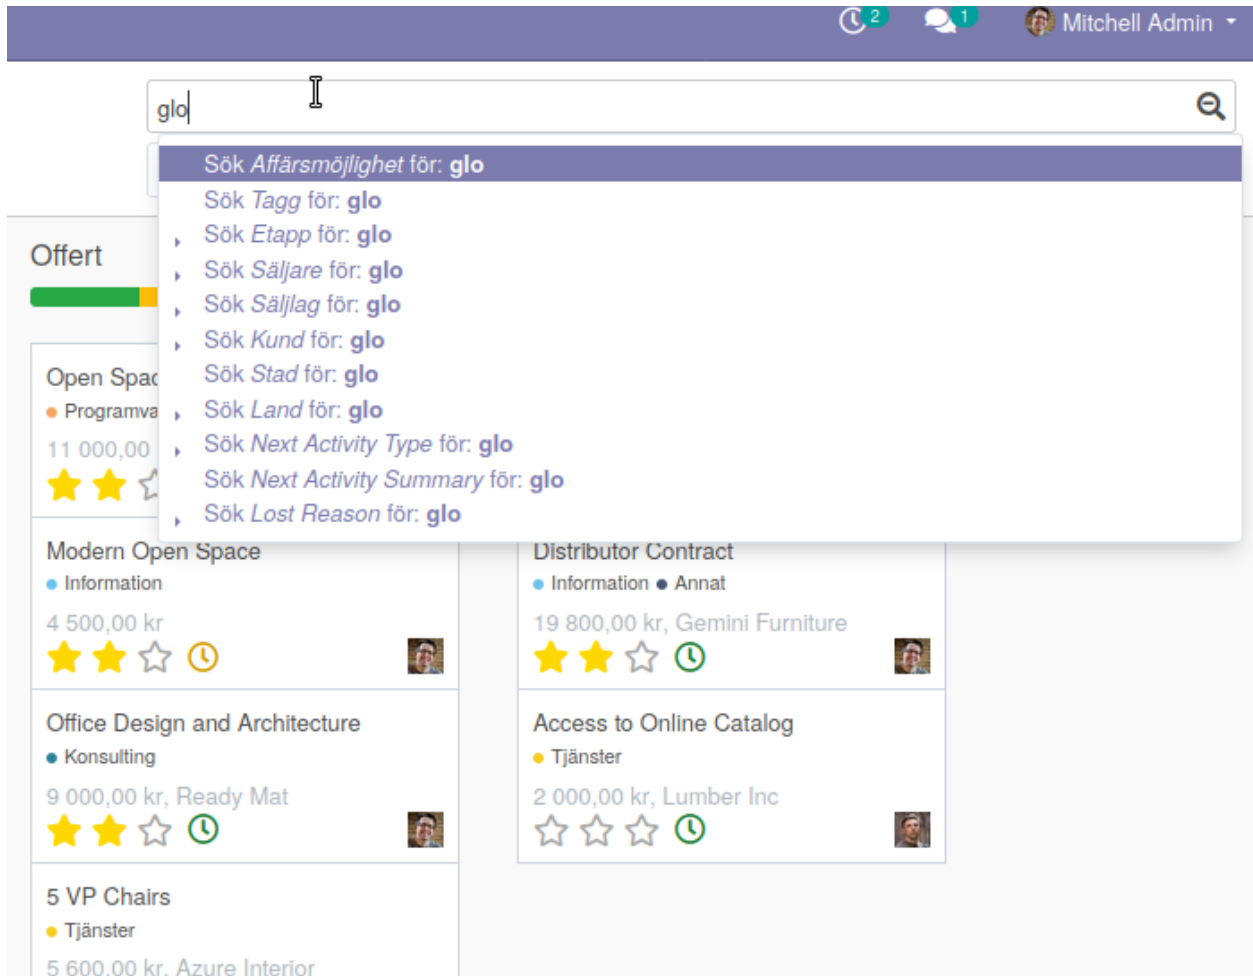 2 1 Mitchell Admin
glo
Sök Affärsmöjlighet för: glo
Sök Tagg för: glo
Sök Etapp för: glo
Sök Säljare för: glo
Sök Säljlag för: glo
Sök Kund för: glo
Sök Stad för: glo
Sök Land för: glo
Sök Next Activity Type för: glo
Sök Next Activity Summary för: glo
Sök Lost Reason för: glo
Offert
Open Spac
Programva
11 000,00
Modern Open Space
Information
4 500,00 kr
Office Design and Architecture
Konsulting
9 000,00 kr, Ready Mat
5 VP Chairs
Tjänster
5 600,00 kr, Azure Interior
Distributor Contract
Information Annat
19 800,00 kr, Gemini Furniture
Access to Online Catalog
Tjänster
2 000,00 kr, Lumber Inc